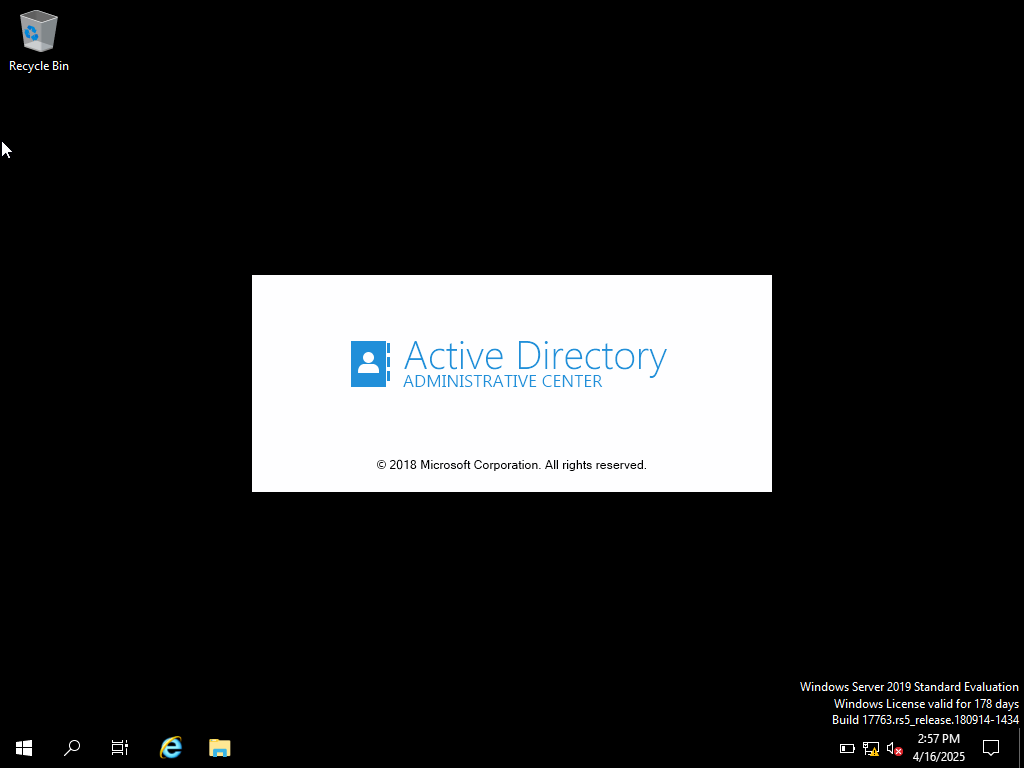 Recycle Bin
Active Directory
ADMINISTRATIVE CENTER
© 2018 Microsoft Corporation. All rights reserved.
Windows Server 2019 Standard Evaluation
Windows License valid for 178 days
Build 17763.rs5_release.180914-1434
2:57 PM
4/16/2025